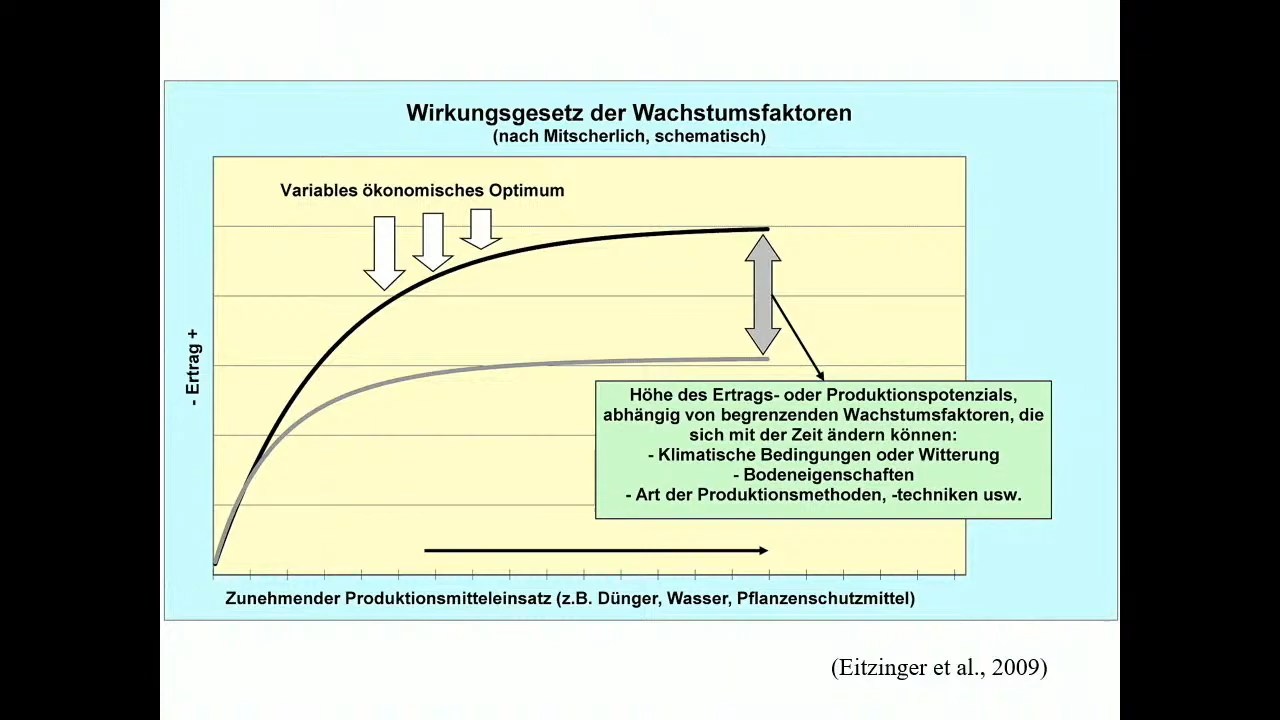 Wirkungsgesetz der Wachstumsfaktoren
(nach Mitscherlich, schematisch)
Variables ökonomisches Optimum
- Ertrag +
Höhe des Ertrags- oder Produktionspotenzials,
abhängig von begrenzenden Wachstumsfaktoren, die
sich mit der Zeit ändern können:
- Klimatische Bedingungen oder Witterung
- Bodeneigenschaften
- Art der Produktionsmethoden, -techniken usw.
Zunehmender Produktionsmitteleinsatz (z.B. Dünger, Wasser, Pflanzenschutzmittel)
(Eitzinger et al., 2009)